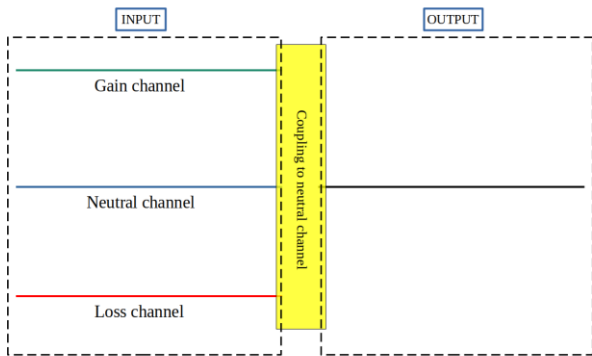 INPUT
OUTPUT
Gain channel
Coupling to neutral channel
Neutral channel
Loss channel